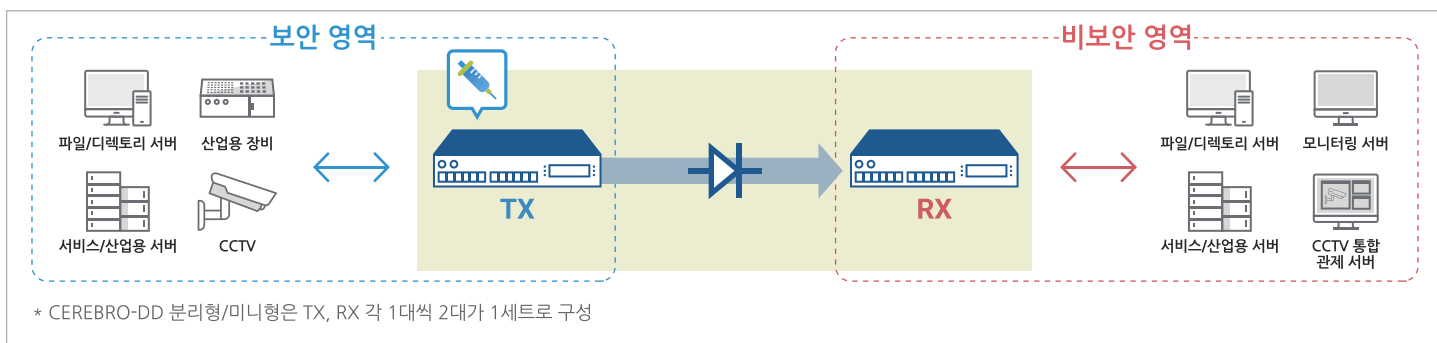 보안 영역
비보안 영역
파일/디렉토리 서버
산업용 장비
서비스/산업용 서버
CCTV
TX
RX
파일/디렉토리 서버
모니터링 서버
서비스/산업용 서버
CCTV 통합
관제 서버
* CEREBRO-DD 분리형/미니형은 TX, RX 각 1대씩 2대가 1세트로 구성